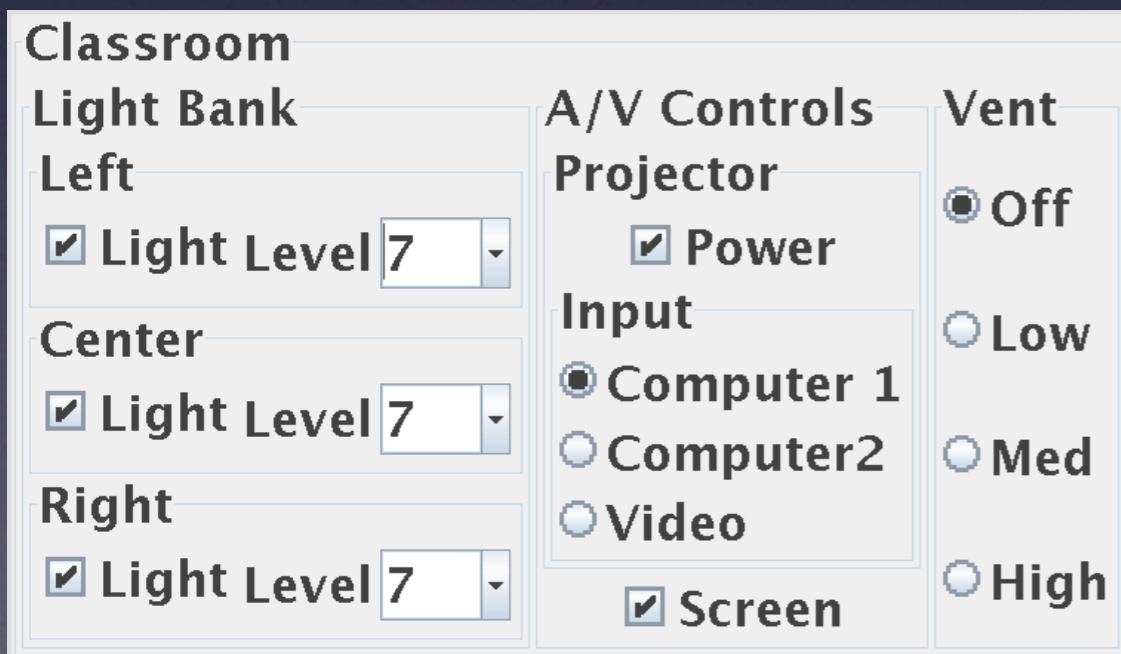 Classroom
Light Bank
Left
Light Level 7
Center
Light Level 7
Right
Light Level 7
A/V Controls
Projector
Power
Input
Computer 1
Computer2
Video
Screen
Vent
Off
Low
Med
High